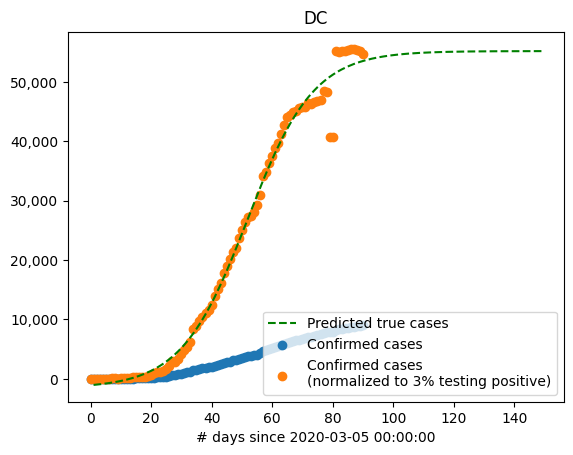 DC
50,000
40,000
30,000
20,000
10,000
0
Predicted true cases
Confirmed cases
Confirmed cases
(normalized to 3% testing positive)
0 20 40 60 80 100 120 140
# days since 2020-03-05 00:00:00